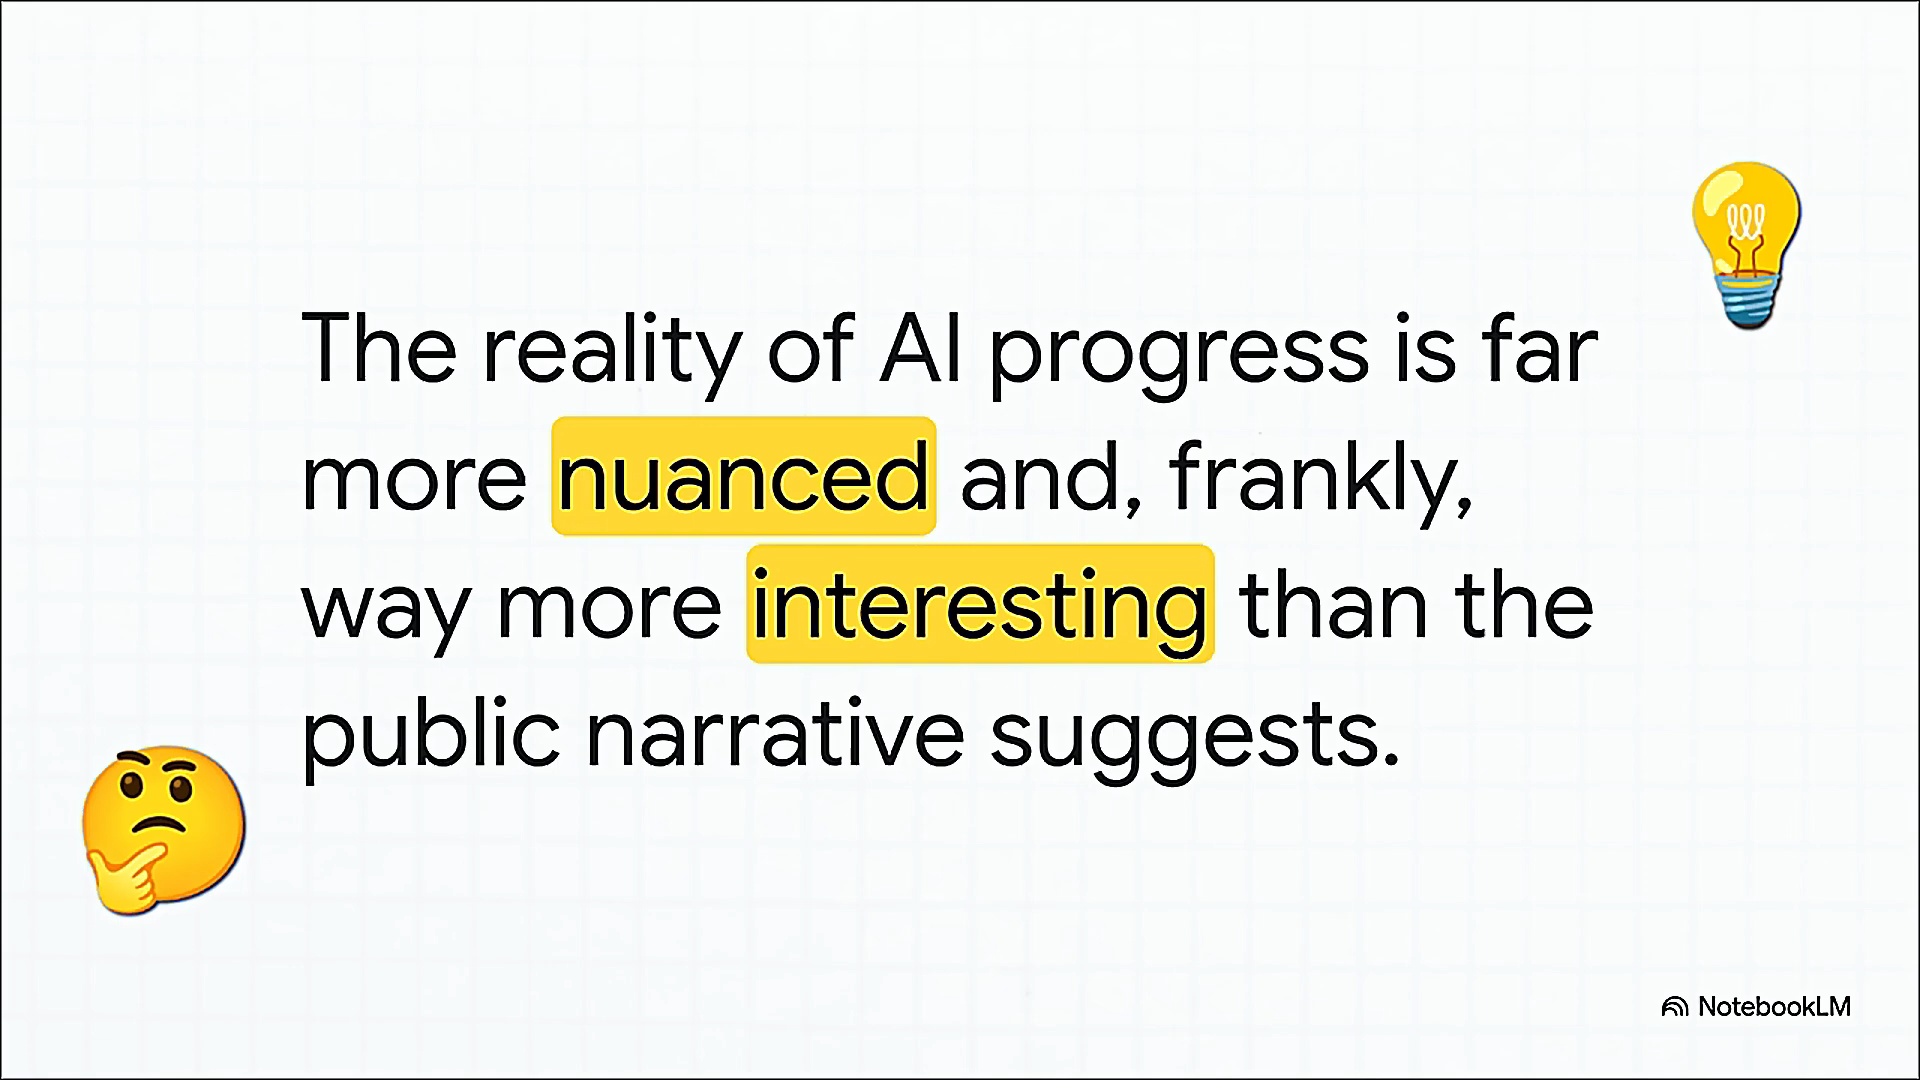 The reality of AI progress is far
more nuanced and, frankly,
way more interesting than the
public narrative suggests.
NotebookLM